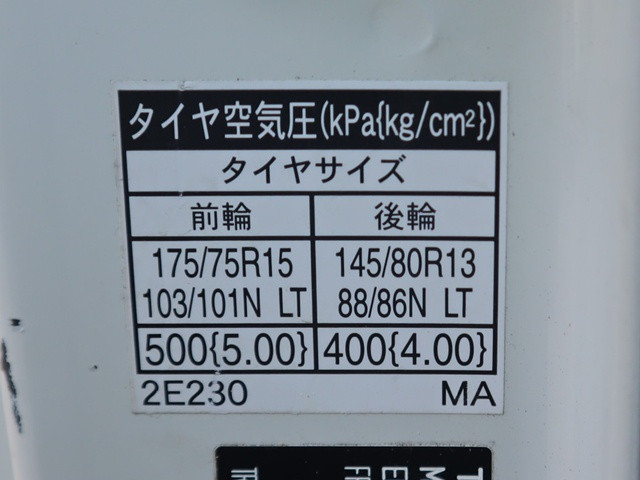 タイヤ空気圧(kPa{kg/cm²})
タイヤサイズ
前輪 後輪
175/75R15 145/80R13
103/101N LT 88/86N LT
500{5.00} 400{4.00}
2E230 MA